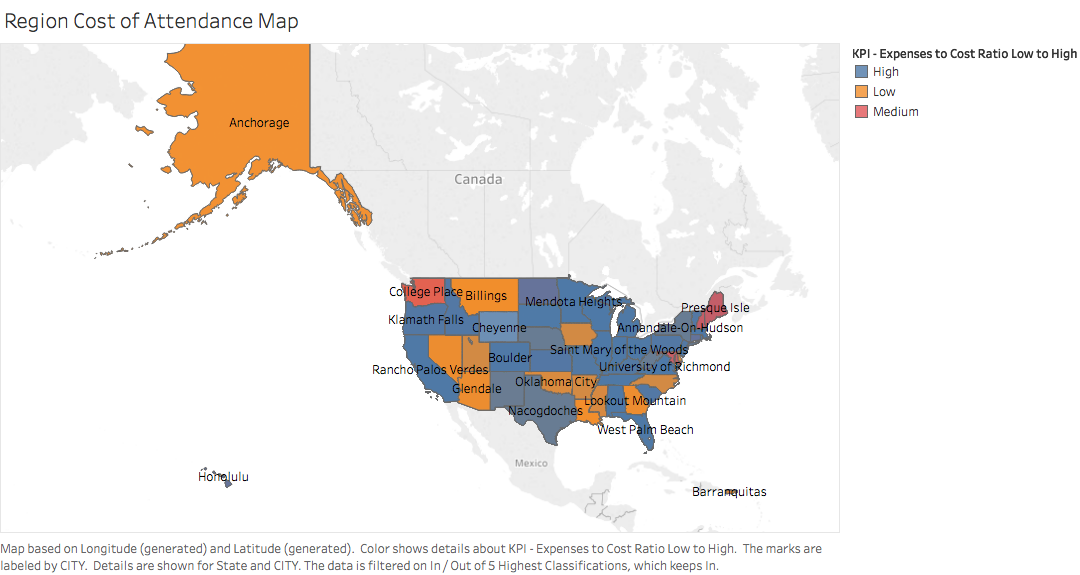 Region Cost of Attendance Map
KPI - Expenses to Cost Ratio Low to High
High
Low
Medium
Anchorage
Canada
College Place
Billings
Mendota Heights
Presque Isle
Klamath Falls
Cheyenne
Annandale-On-Hudson
Boulder
Saint Mary of the Woods
Rancho Palos Verdes
University of Richmond
Glendale
Oklahoma City
Nacogdoches
Lookout Mountain
West Palm Beach
Mexico
Honolulu
Barranquitas
Map based on Longitude (generated) and Latitude (generated). Color shows details about KPI - Expenses to Cost Ratio Low to High. The marks are
labeled by CITY. Details are shown for State and CITY. The data is filtered on In / Out of 5 Highest Classifications, which keeps In.